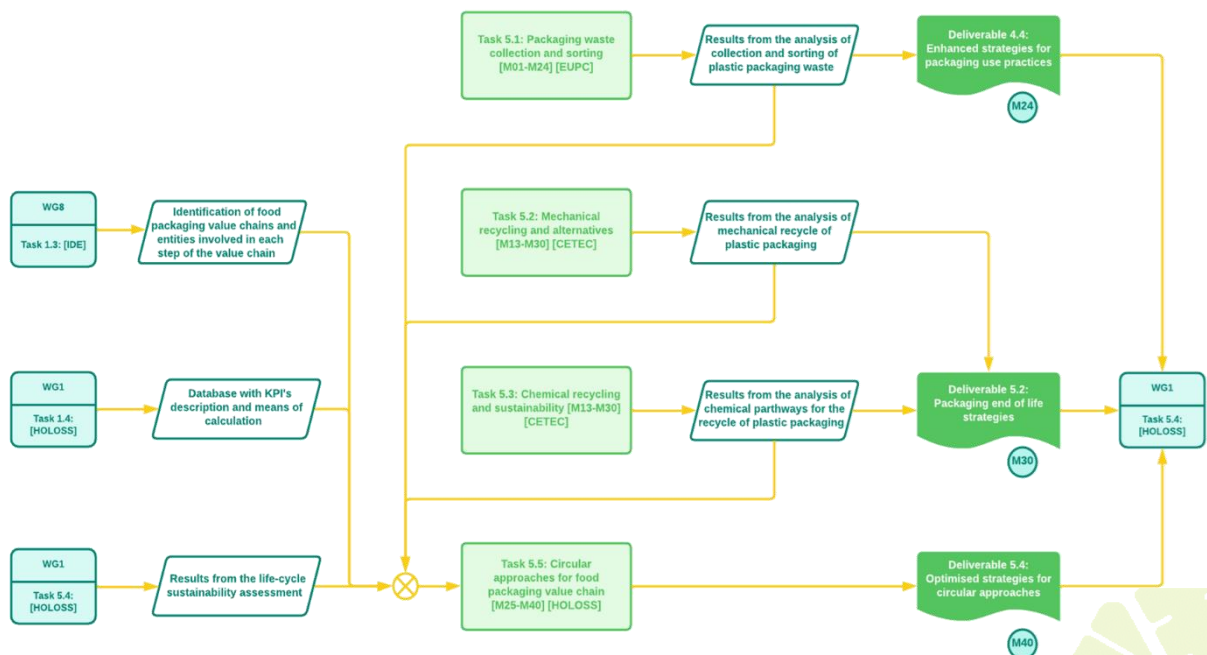 Task 5.1: Packaging waste
collection and sorting
[M01-M24] [EUPC]
Results from the analysis of
collection and sorting of
plastic packaging waste
Deliverable 4.4:
Enhanced strategies for
packaging use practices
M24
WG8
Task 1.3: [IDE]
Identification of food
packaging value chains and
entities involved in each
step of the value chain
Task 5.2: Mechanical
recycling and alternatives
[M13-M30] [CETEC]
Results from the analysis of
mechanical recycle of
plastic packaging
WG1
Task 1.4:
[HOLOSS]
Database with KPI's
description and means of
calculation
Task 5.3: Chemical recycling
and sustainability [M13-M30]
[CETEC]
Results from the analysis of
chemical parthways for the
recycle of plastic packaging
Deliverable 5.2:
Packaging end of life
strategies
M30
WG1
Task 5.4:
[HOLOSS]
WG1
Task 5.4:
[HOLOSS]
Results from the life-cycle
sustainability assessment
Task 5.5: Circular
approaches for food
packaging value chain
[M25-M40] [HOLOSS]
Deliverable 5.4:
Optimised strategies for
circular approaches
M40